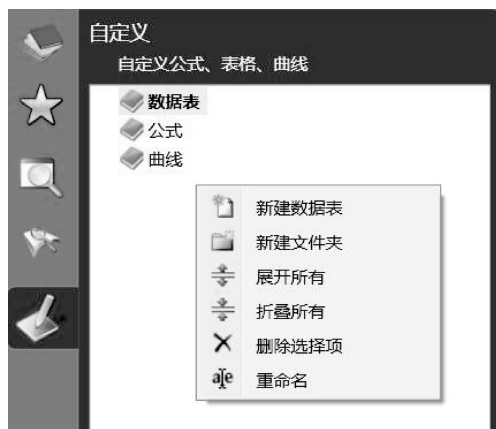 自定义
自定义公式、表格、曲线
数据表
公式
曲线
新建数据表
新建文件夹
展开所有
折叠所有
删除选择项
重命名